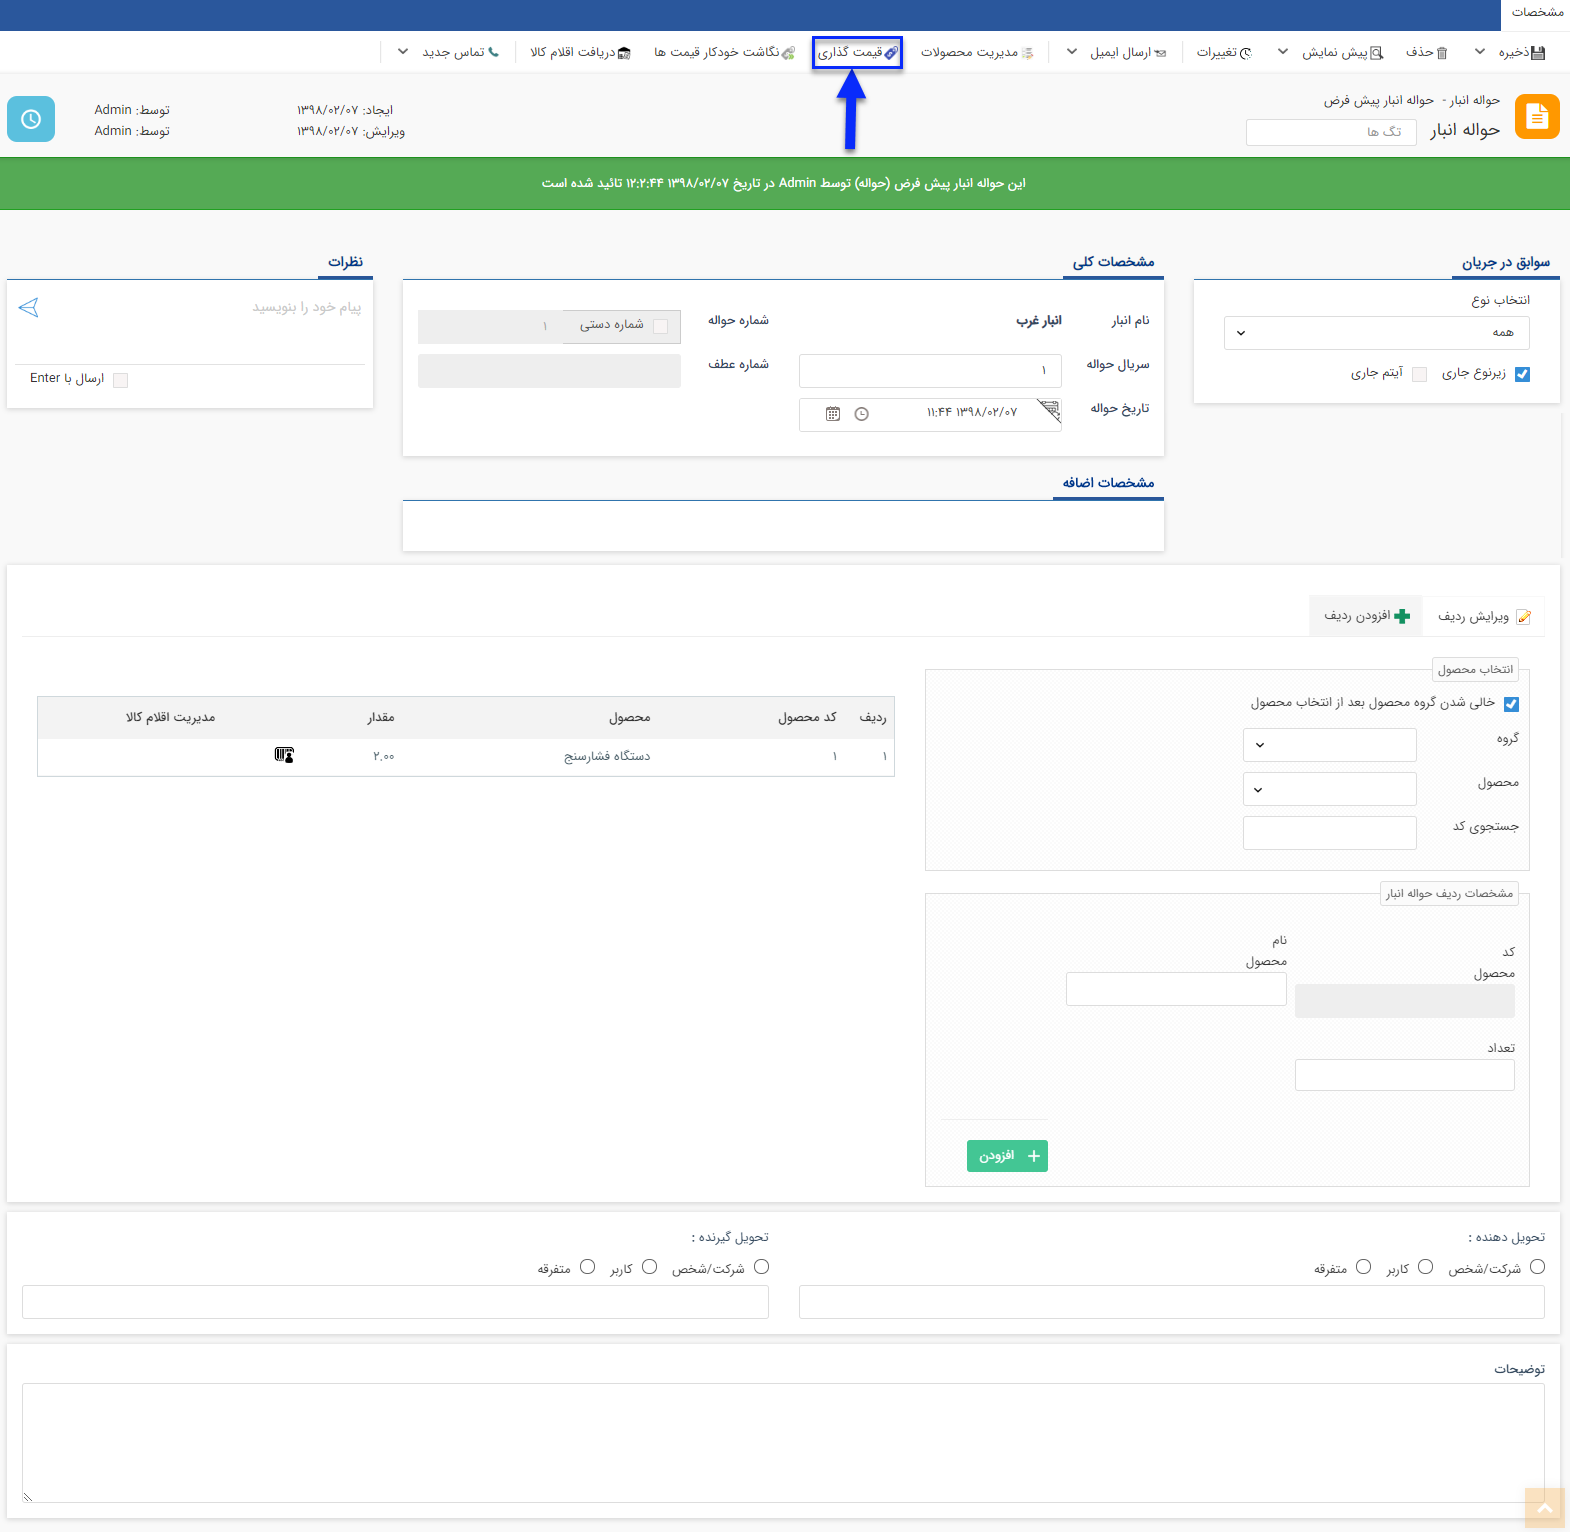 مشخصات
ذخیره
حذف
پیش نمایش
تغییرات
ارسال ایمیل
مدیریت محصولات
قیمت گذاری
نگاشت خودکار قیمت ها
دریافت اقلام کالا
تماس جدید
حواله انبار - حواله انبار پیش فرض
حواله انبار
تگ ها
ایجاد: ۱۳۹۸/۰۲/۰۷ توسط: Admin
ویرایش: ۱۳۹۸/۰۲/۰۷ توسط: Admin
این حواله انبار پیش فرض (حواله) توسط Admin در تاریخ ۱۳۹۸/۰۲/۰۷ ۱۲:۲:۴۴ تائید شده است
سوابق در جریان
انتخاب نوع
همه
زیرنوع جاری
آیتم جاری
مشخصات کلی
نام انبار انبار غرب
شماره حواله شماره دستی ۱
سریال حواله ۱
شماره عطف
تاریخ حواله ۱۳۹۸/۰۲/۰۷ ۱۱:۴۴
نظرات
پیام خود را بنویسید
ارسال با Enter
مشخصات اضافه
ویرایش ردیف
افزودن ردیف
انتخاب محصول
خالی شدن گروه محصول بعد از انتخاب محصول
گروه
محصول
جستجوی کد
ردیف کد محصول محصول مقدار مدیریت اقلام کالا
۱ ۱ دستگاه فشارسنج ۲.۰۰
مشخصات ردیف حواله انبار
کد
محصول
نام
محصول
تعداد
افزودن
تحویل دهنده :
شرکت/شخص کاربر متفرقه
تحویل گیرنده :
شرکت/شخص کاربر متفرقه
توضیحات